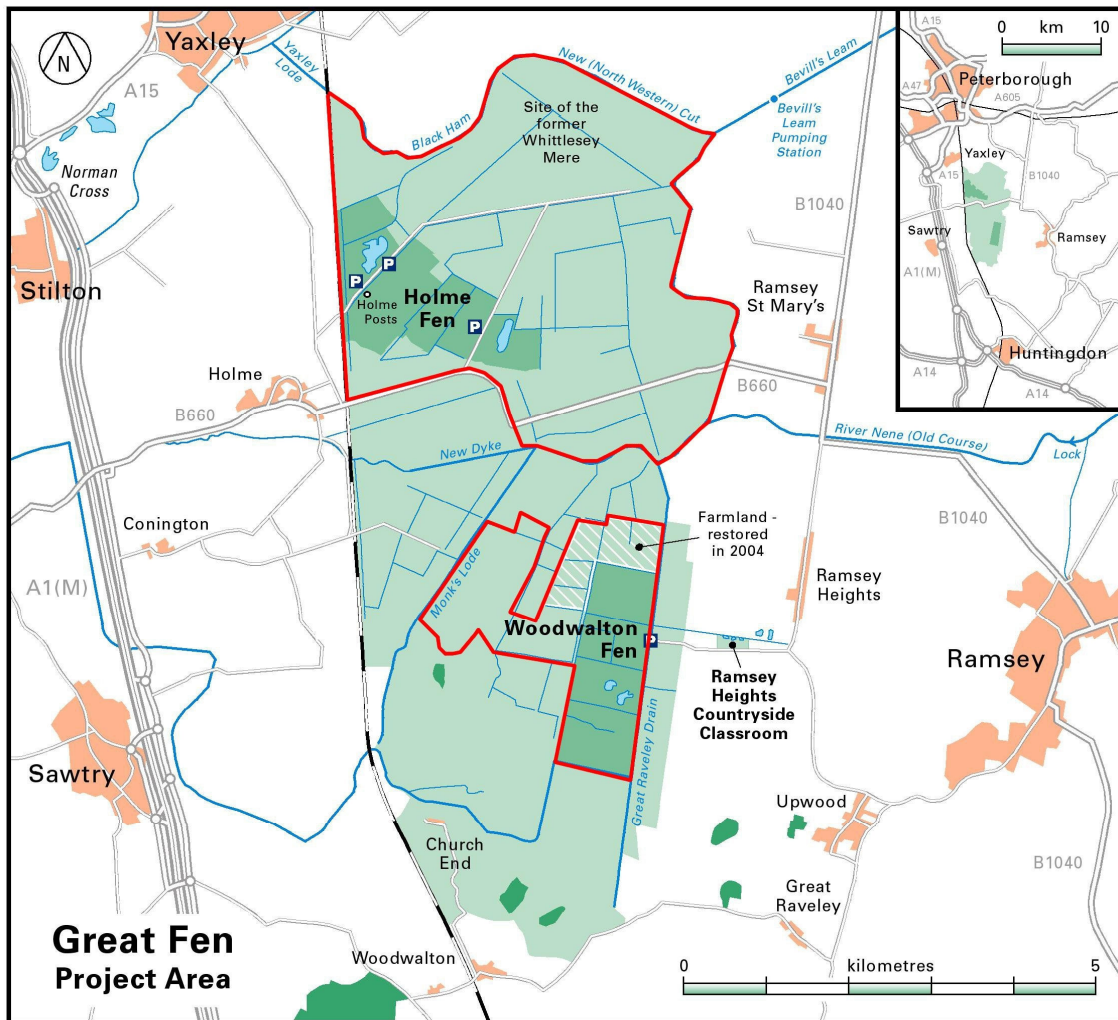 Yaxley
Yaxley
Lode
N
A15
Norman
Cross
Stilton
New (North Western) Cut
Black Ham
Site of the
former
Whittlesey
Mere
Bevill's Leam
Bevill's
Leam
Pumping
Station
B1040
P
P
Holme
Posts
Holme
Fen
P
Ramsey
St Mary's
Holme
B660
B660
New Dyke
River Nene (Old Course)
Lock
B1040
Conington
A1(M)
Monk's Lode
Farmland -
restored
in 2004
Ramsey
Heights
Woodwalton
Fen
P
Ramsey
Heights
Countryside
Classroom
Ramsey
Great Raveley Drain
Sawtry
Upwood
Church
End
Great
Raveley
B1040
Woodwalton
Great Fen
Project Area
0 kilometres 5
0 km 10
A15
Peterborough
A47
A605
Yaxley
A15
B1040
Sawtry
Ramsey
A1(M)
Huntingdon
A14
A14